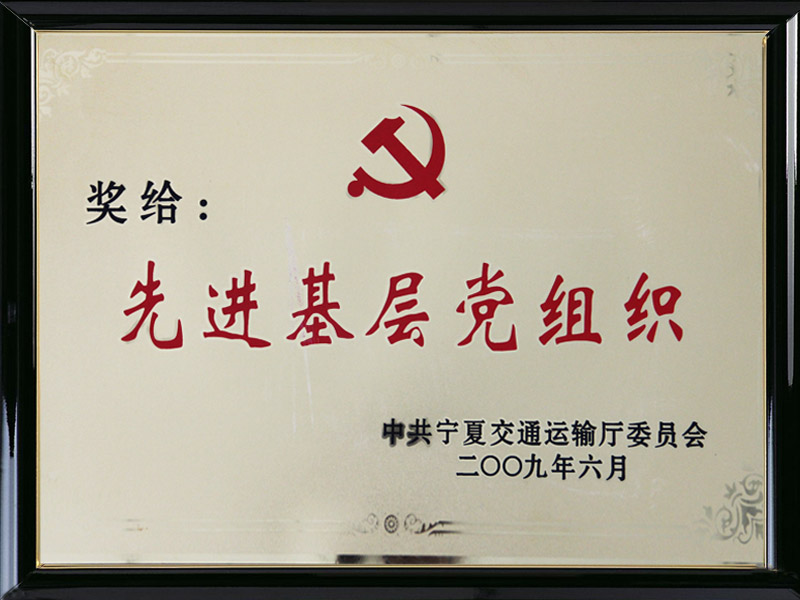 奖给：
先进基层党组织
中共宁夏交通运输厅委员会
二〇〇九年六月